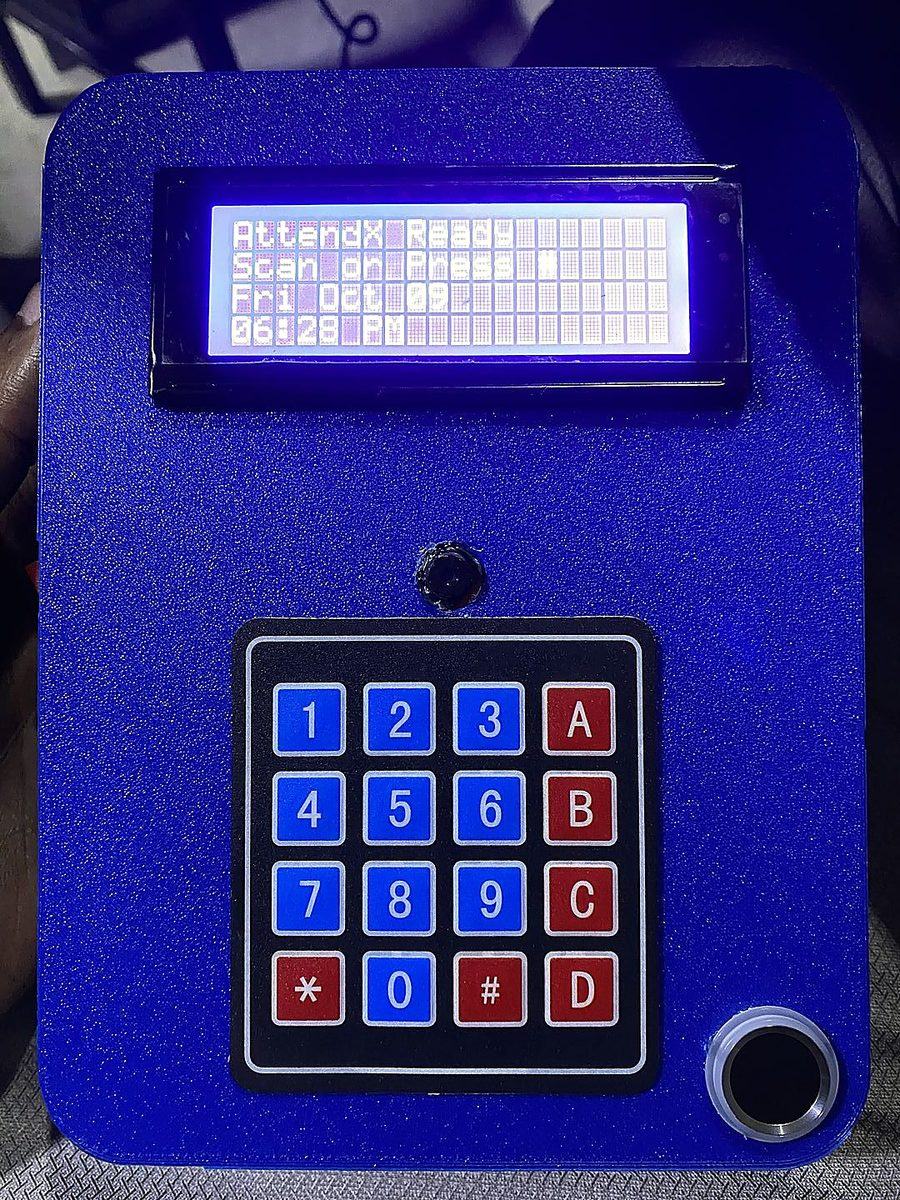 AttendX Ready
Scan or Press #
Fri Oct 09
06:28 PM
1 2 3 A
4 5 6 B
7 8 9 C
* 0 # D